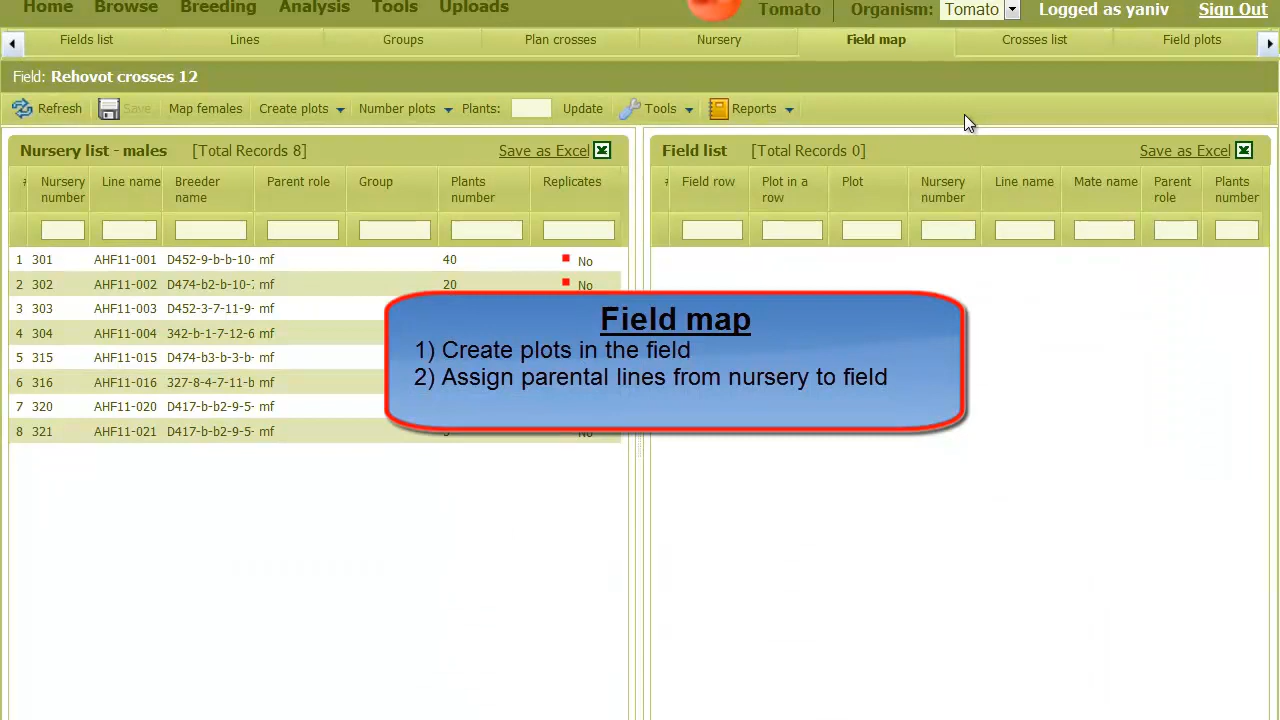 Home Browse Breeding Analysis Tools Uploads Tomato Organism: Tomato Logged as yaniv Sign Out
Fields list Lines Groups Plan crosses Nursery Field map Crosses list Field plots
Field: Rehovot crosses 12
Refresh Save Map females Create plots Number plots Plants: Update Tools Reports
Nursery list - males [Total Records 8] Save as Excel
# Nursery number Line name Breeder name Parent role Group Plants number Replicates
1 301 AHF11-001 D452-9-b-b-10- mf 40 No
2 302 AHF11-002 D474-b2-b-10- mf 20 No
3 303 AHF11-003 D452-3-7-11-9- mf
4 304 AHF11-004 342-b-1-7-12-6 mf
5 315 AHF11-015 D474-b3-b-3-b- mf
6 316 AHF11-016 327-8-4-7-11-b mf
7 320 AHF11-020 D417-b-b2-9-5- mf
8 321 AHF11-021 D417-b-b2-9-5- mf No
Field list [Total Records 0] Save as Excel
Field row Plot in a row Plot Nursery number Line name Mate name Parent role Plants number
Field map
1) Create plots in the field
2) Assign parental lines from nursery to field